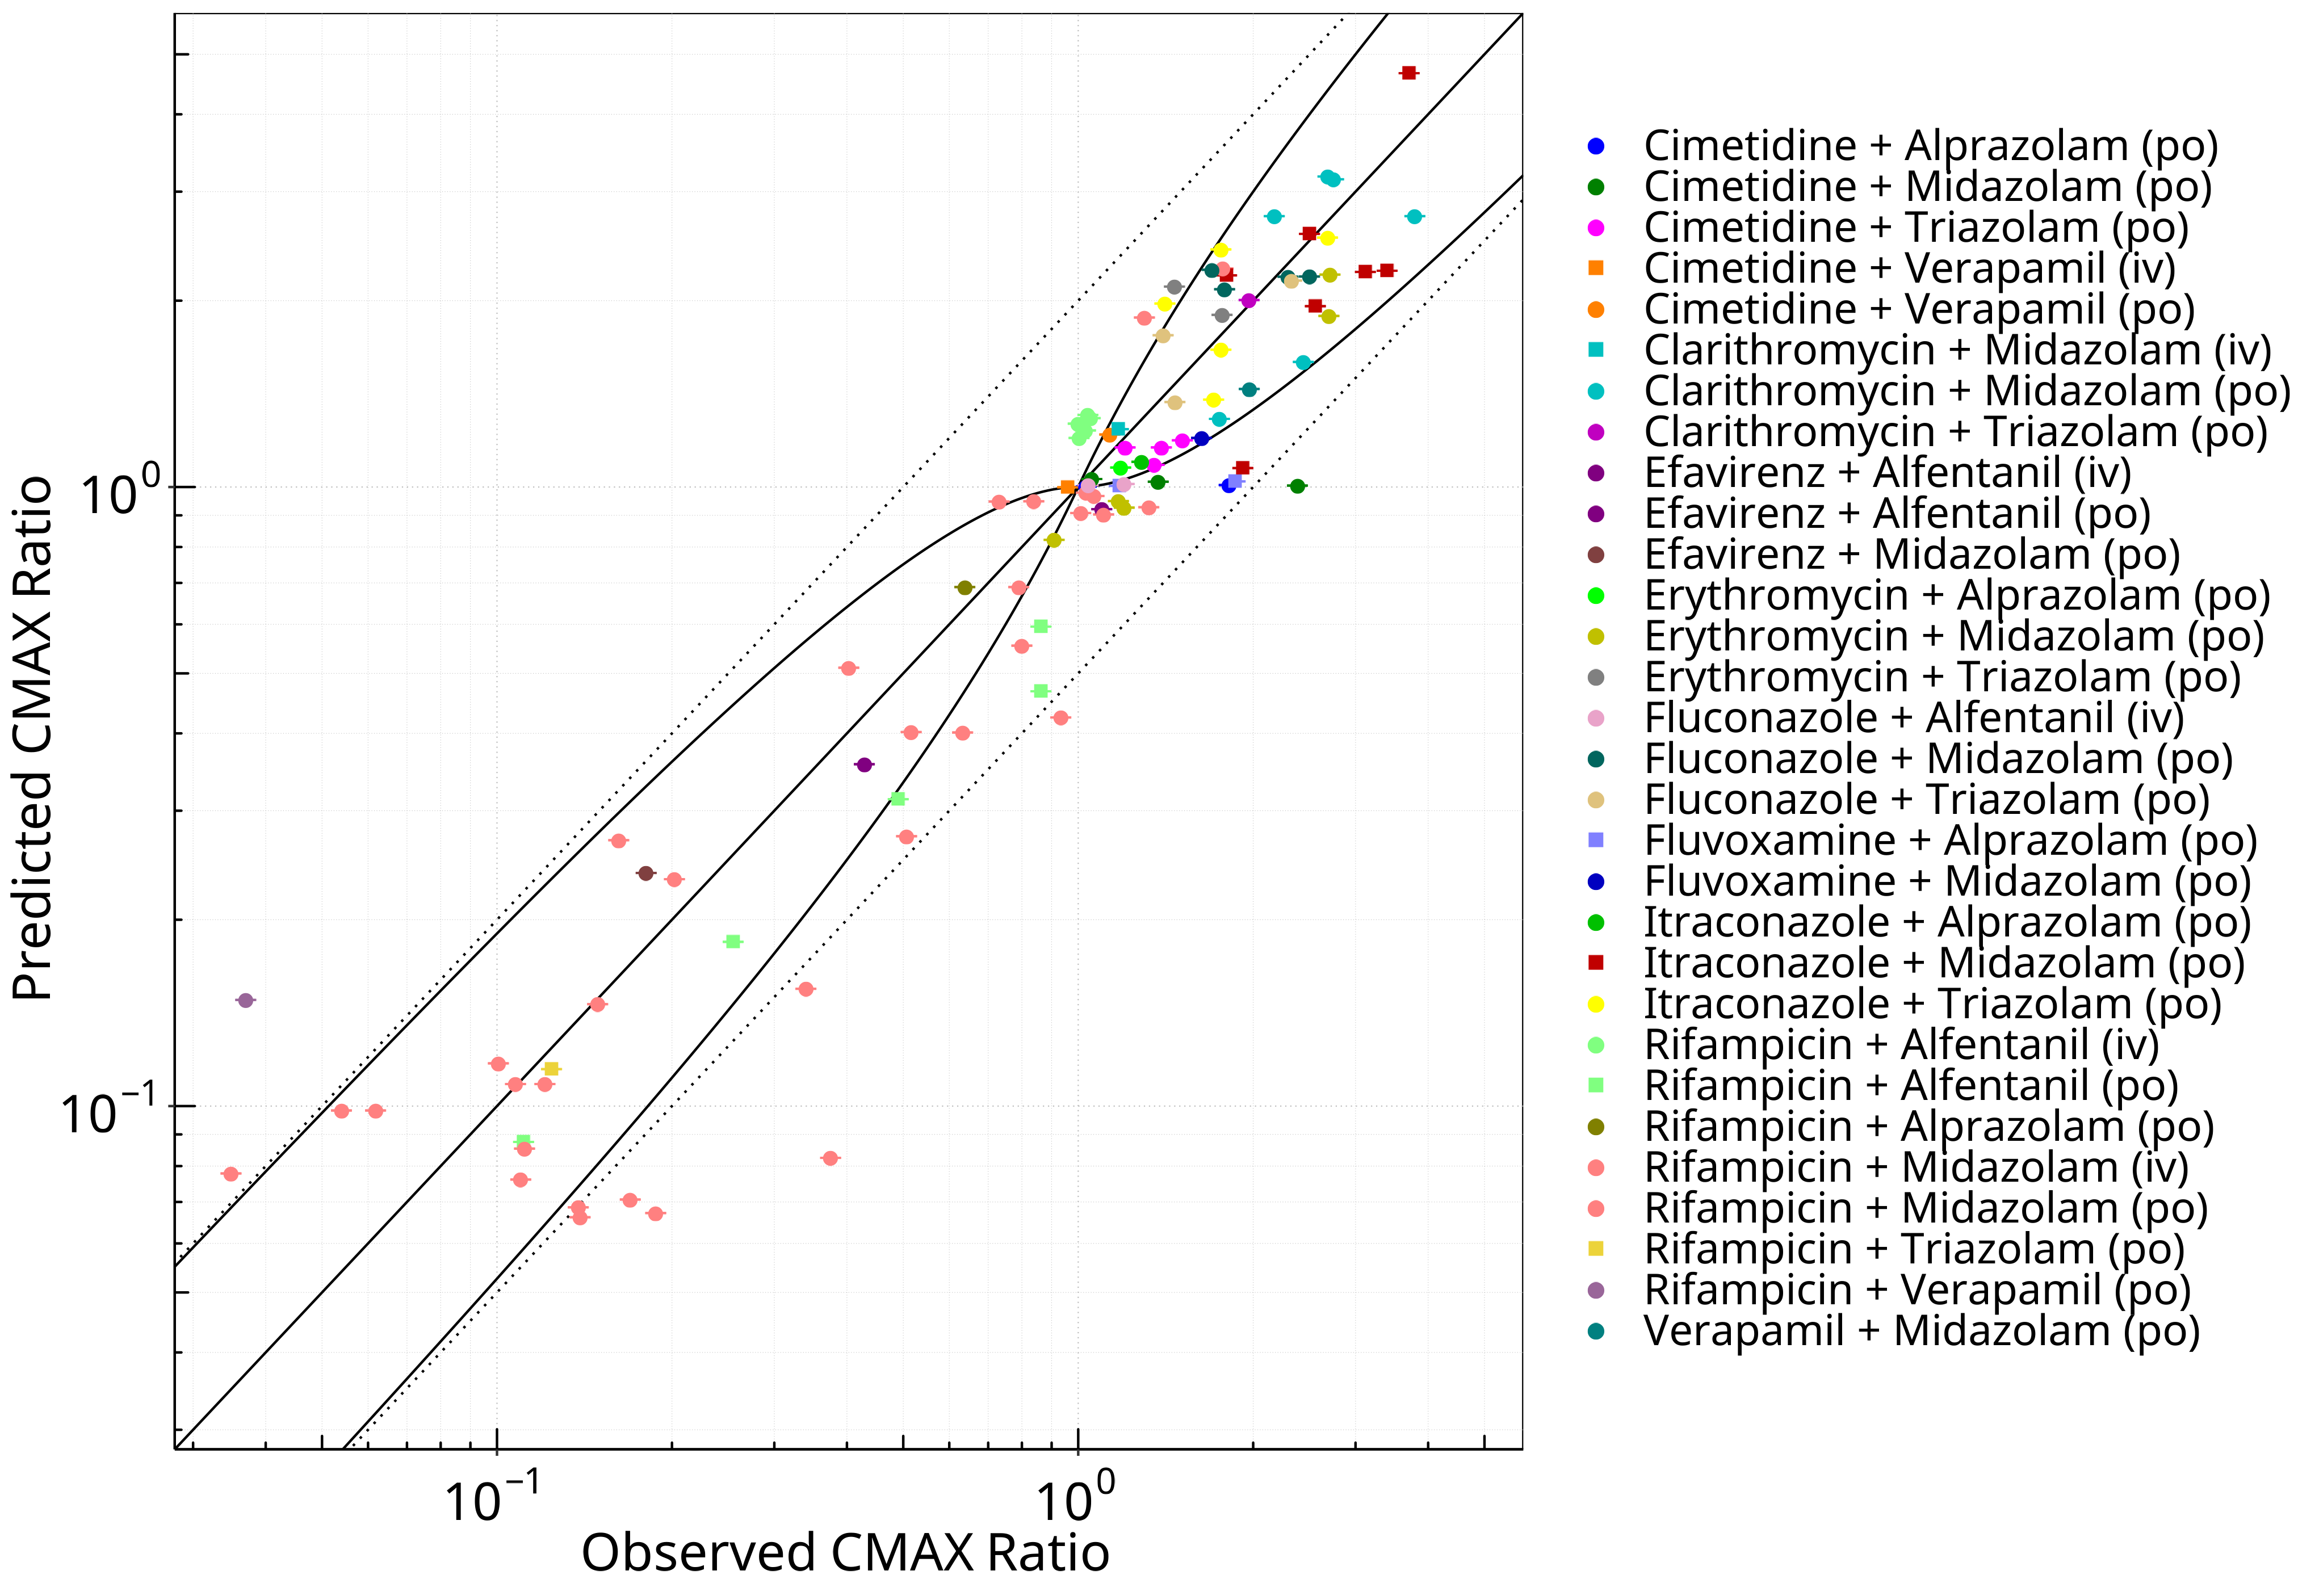 Predicted CMAX Ratio
10⁰
10⁻¹
10⁻¹
10⁰
Observed CMAX Ratio
Cimetidine + Alprazolam (po)
Cimetidine + Midazolam (po)
Cimetidine + Triazolam (po)
Cimetidine + Verapamil (iv)
Cimetidine + Verapamil (po)
Clarithromycin + Midazolam (iv)
Clarithromycin + Midazolam (po)
Clarithromycin + Triazolam (po)
Efavirenz + Alfentanil (iv)
Efavirenz + Alfentanil (po)
Efavirenz + Midazolam (po)
Erythromycin + Alprazolam (po)
Erythromycin + Midazolam (po)
Erythromycin + Triazolam (po)
Fluconazole + Alfentanil (iv)
Fluconazole + Midazolam (po)
Fluconazole + Triazolam (po)
Fluvoxamine + Alprazolam (po)
Fluvoxamine + Midazolam (po)
Itraconazole + Alprazolam (po)
Itraconazole + Midazolam (po)
Itraconazole + Triazolam (po)
Rifampicin + Alfentanil (iv)
Rifampicin + Alfentanil (po)
Rifampicin + Alprazolam (po)
Rifampicin + Midazolam (iv)
Rifampicin + Midazolam (po)
Rifampicin + Triazolam (po)
Rifampicin + Verapamil (po)
Verapamil + Midazolam (po)